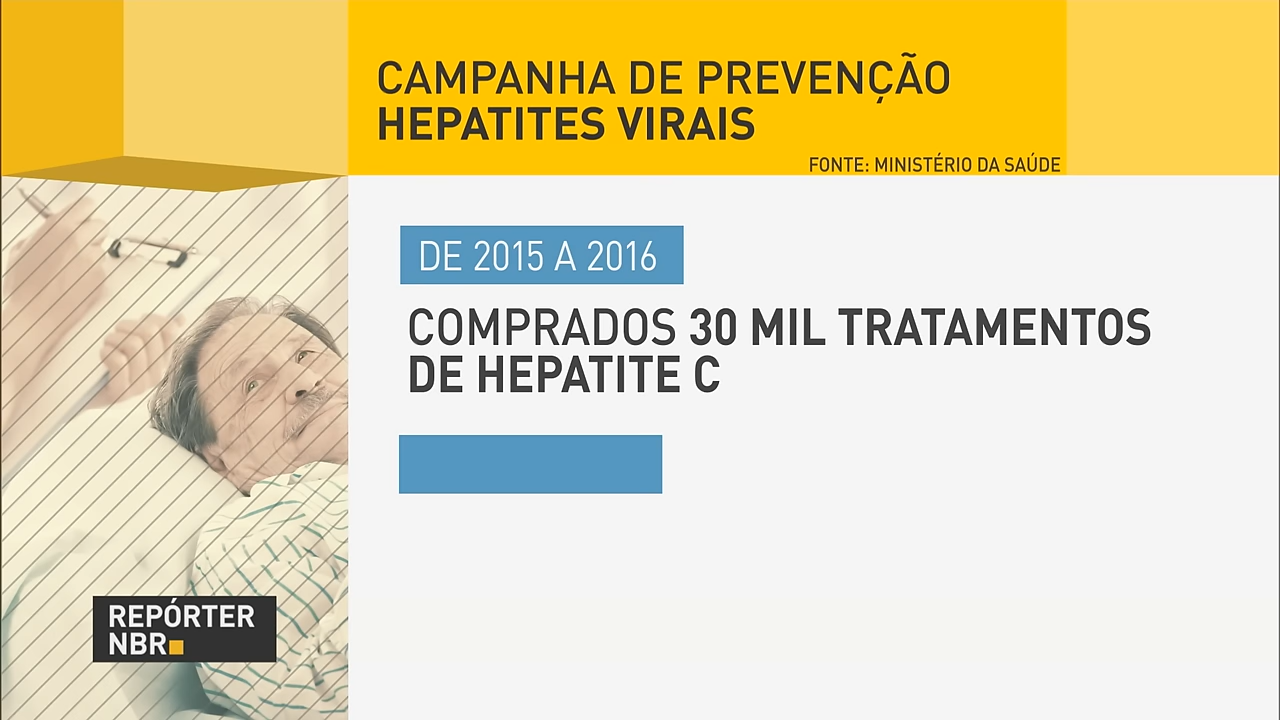 CAMPANHA DE PREVENÇÃO
HEPATITES VIRAIS
FONTE: MINISTÉRIO DA SAÚDE
DE 2015 A 2016
COMPRADOS 30 MIL TRATAMENTOS
DE HEPATITE C
REPÓRTER
NBR